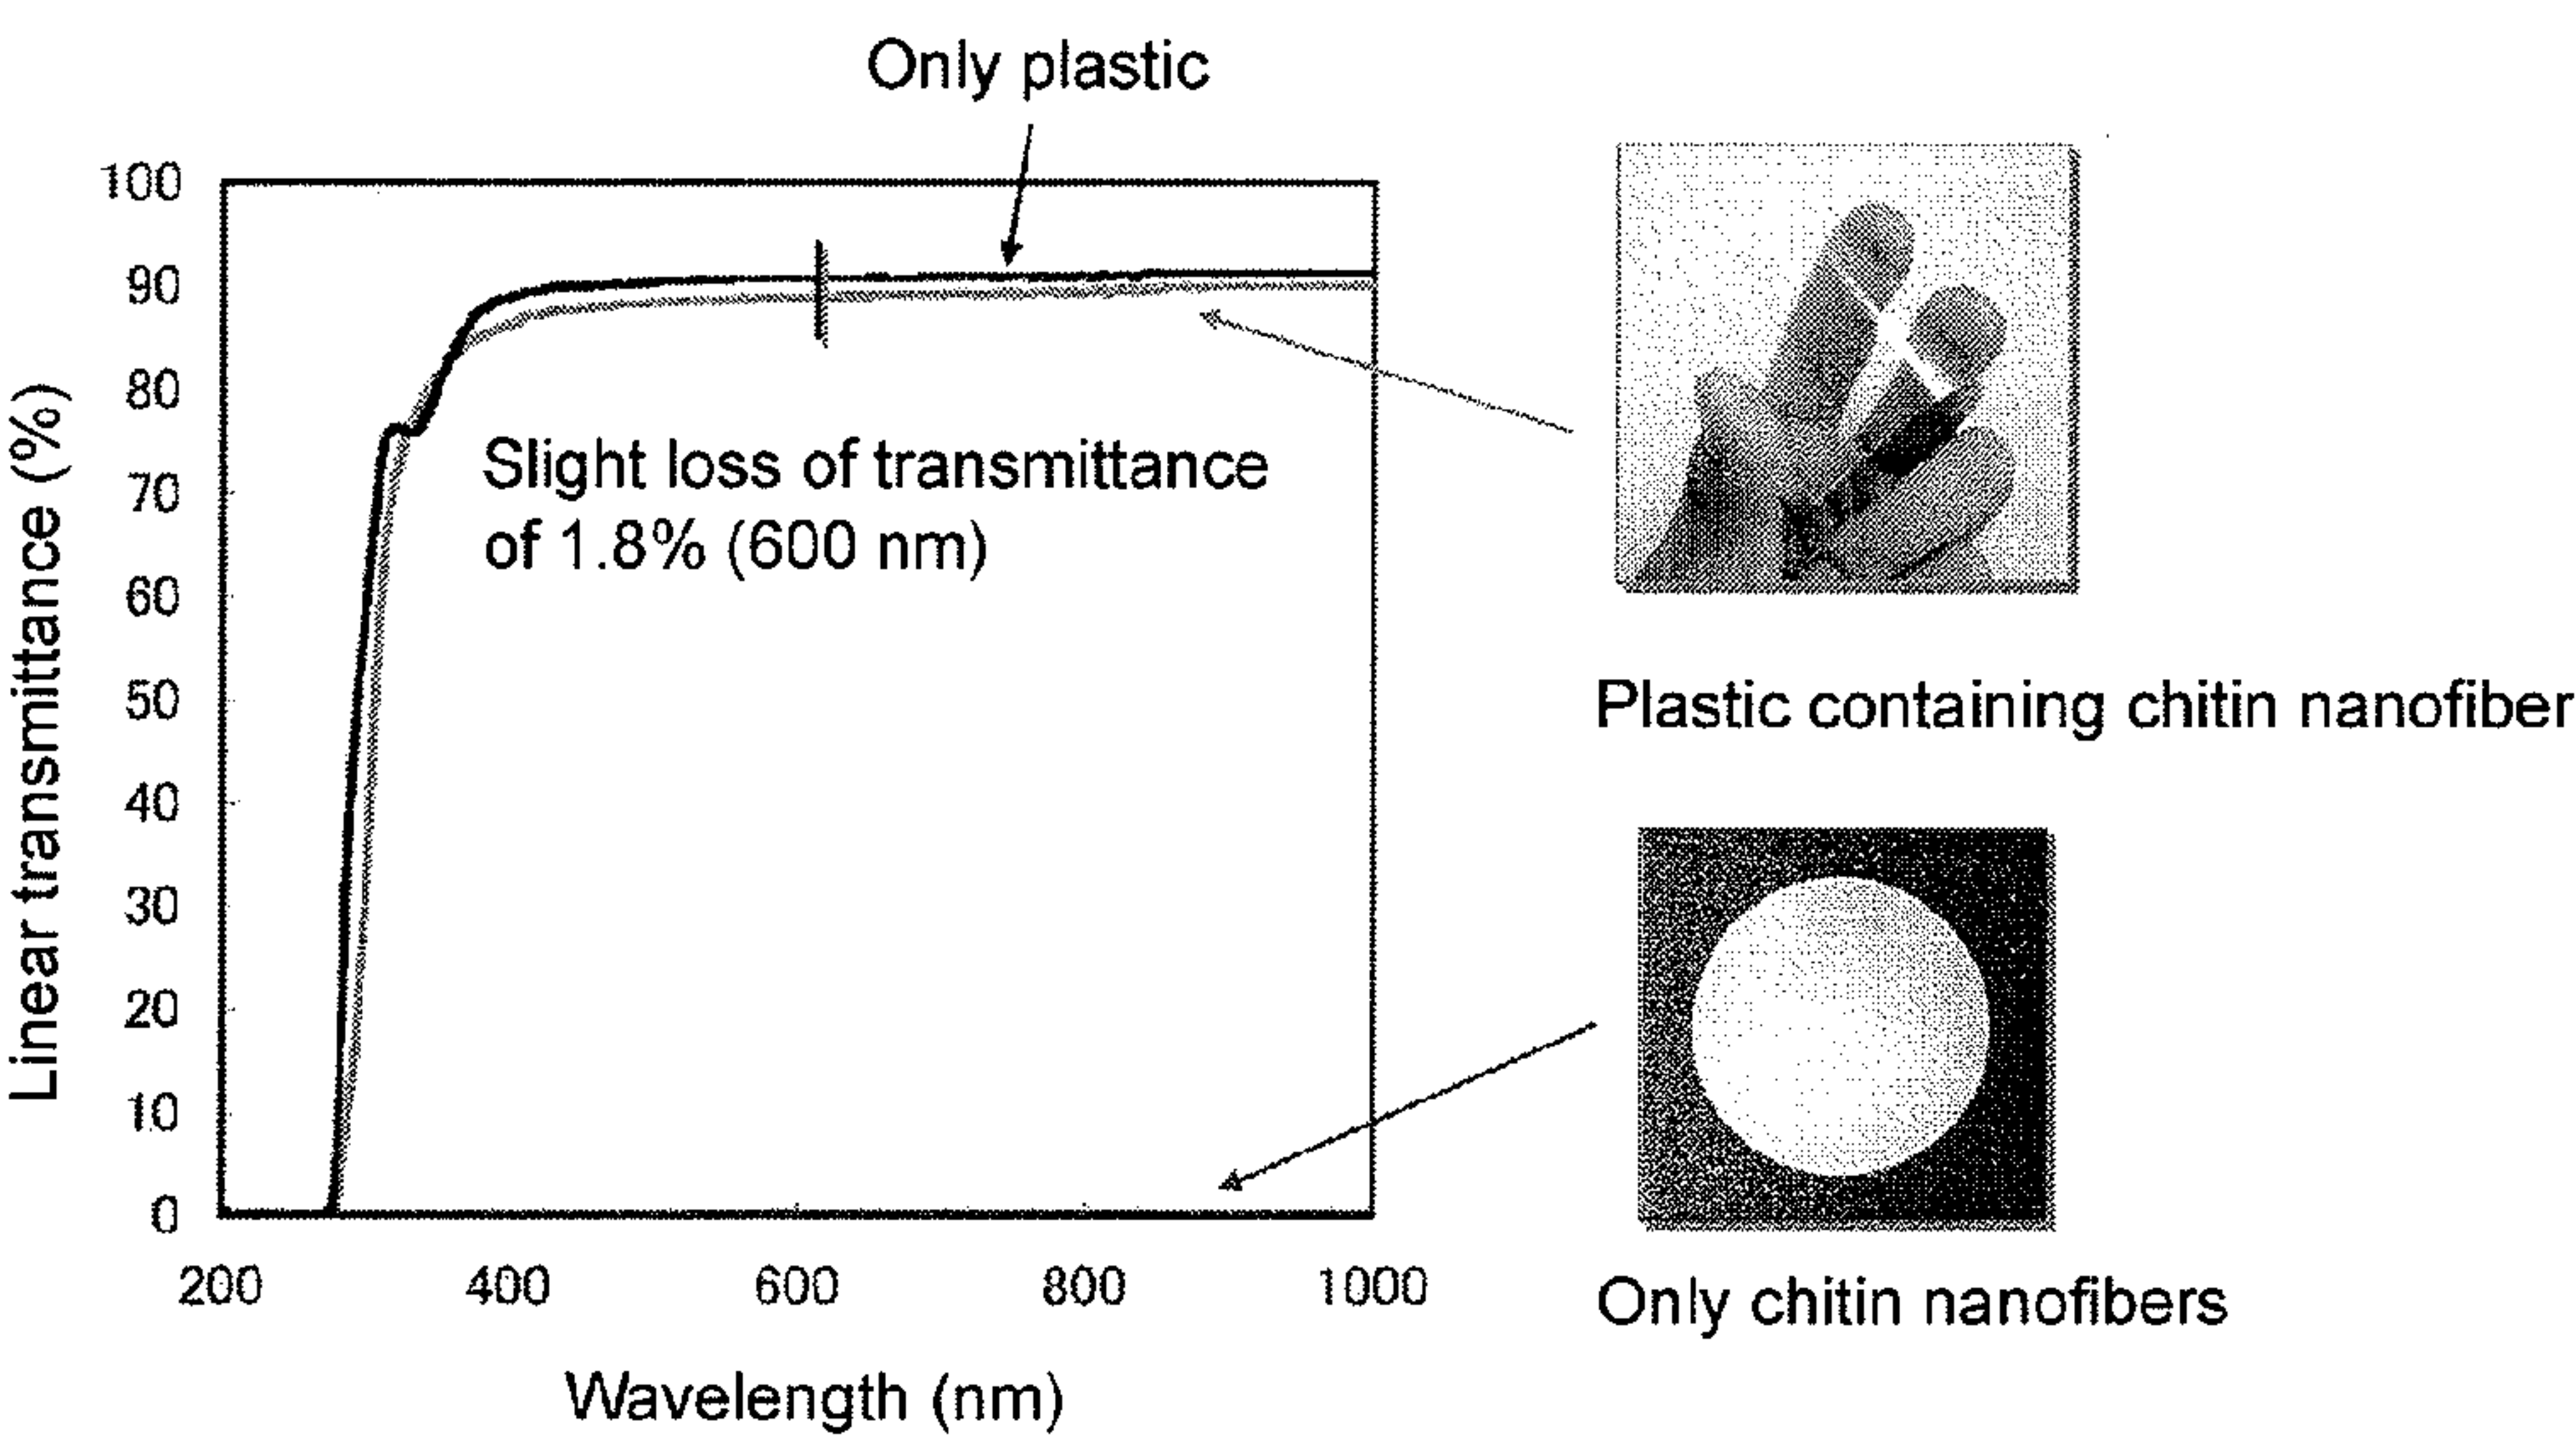 Only plastic
100
90
80
70
60
50
40
30
20
10
0
Linear transmittance (%)
Slight loss of transmittance
of 1.8% (600 nm)
200 400 600 800 1000
Wavelength (nm)
Plastic containing chitin nanofiber
Only chitin nanofibers